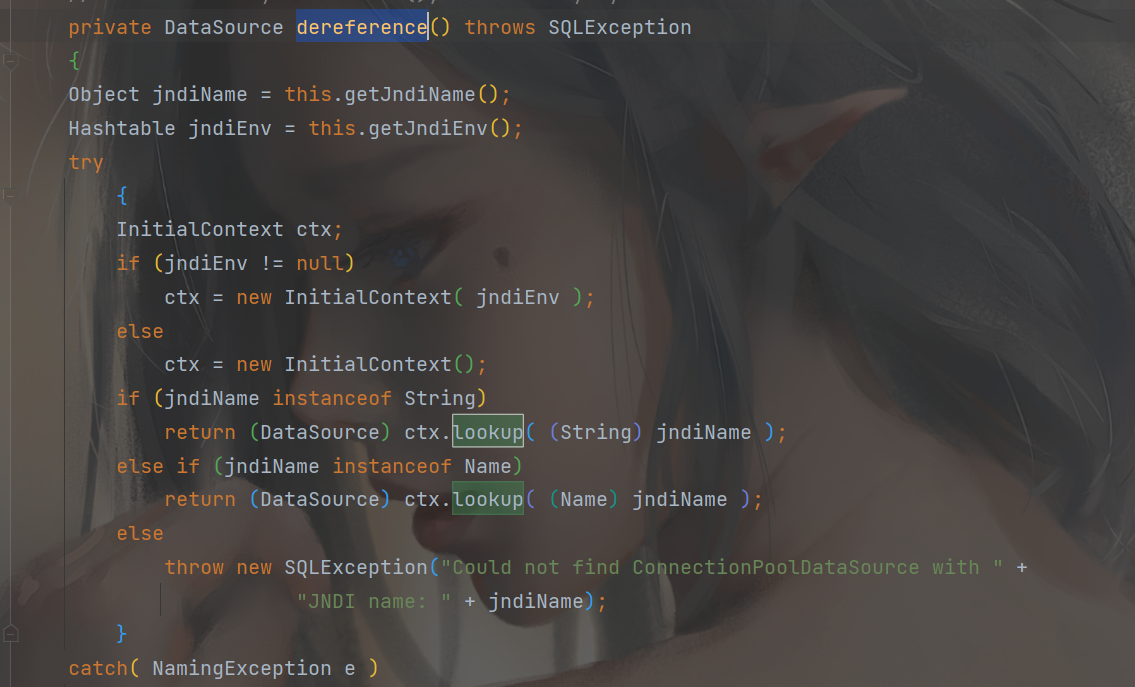 private DataSource dereference() throws SQLException
{
Object jndiName = this.getJndiName();
Hashtable jndiEnv = this.getJndiEnv();
try
{
InitialContext ctx;
if (jndiEnv != null)
ctx = new InitialContext( jndiEnv );
else
ctx = new InitialContext();
if (jndiName instanceof String)
return (DataSource) ctx.lookup( (String) jndiName );
else if (jndiName instanceof Name)
return (DataSource) ctx.lookup( (Name) jndiName );
else
throw new SQLException("Could not find ConnectionPoolDataSource with " +
"JNDI name: " + jndiName);
}
catch( NamingException e )